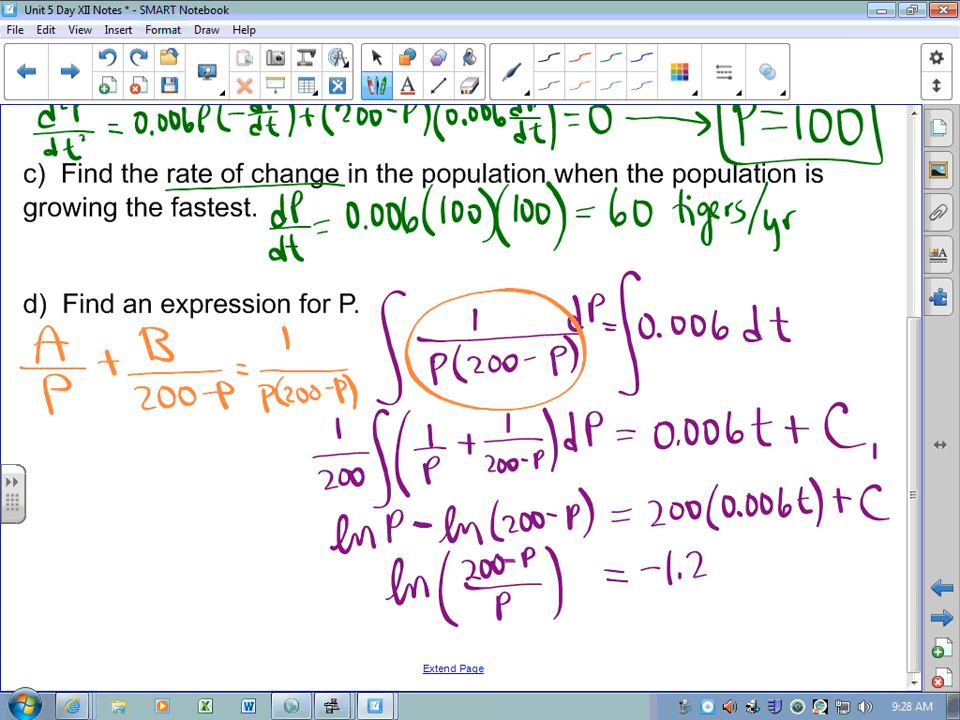 Unit 5 Day XII Notes * - SMART Notebook
File Edit View Insert Format Draw Help
d²P/dt² = 0.006P(-dP/dt) + (200-P)(0.006 dP/dt) = 0 → P=100
c) Find the rate of change in the population when the population is
growing the fastest. dP/dt = 0.006(100)(100) = 60 tigers/yr
d) Find an expression for P. ∫ 1/(P(200-P)) dP = ∫ 0.006 dt
A/P + B/(200-P) = 1/(P(200-P))
1/200 ∫ (1/P + 1/(200-P)) dP = 0.006t + C₁
ln P - ln(200-P) = 200(0.006t) + C
ln((200-P)/P) = -1.2
Extend Page
9:28 AM